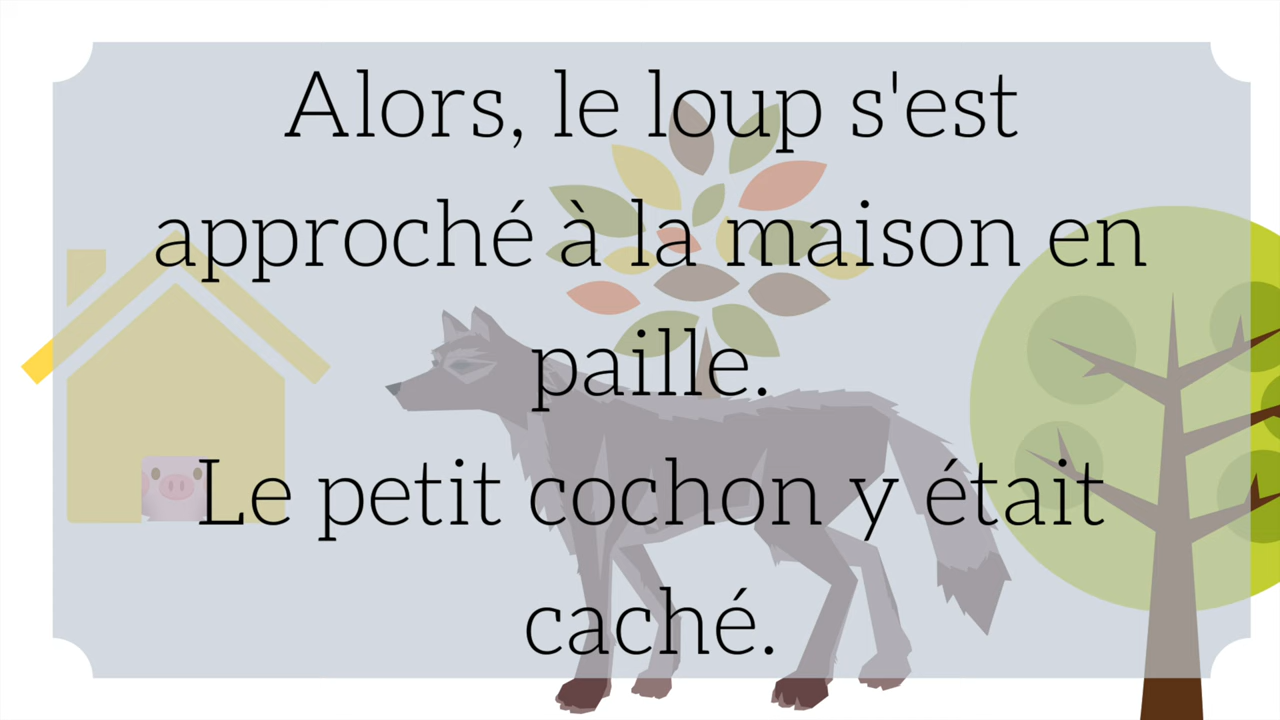 Alors, le loup s'est
approché à la maison en
paille.
Le petit cochon y était
caché.